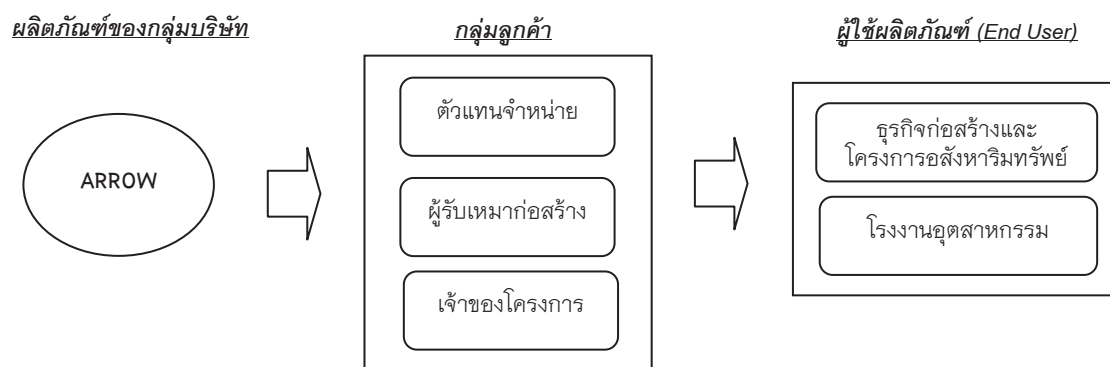 ผลิตภัณฑ์ของกลุ่มบริษัท
กลุ่มลูกค้า
ผู้ใช้ผลิตภัณฑ์ (End User)
ARROW
ตัวแทนจำหน่าย
ผู้รับเหมาก่อสร้าง
เจ้าของโครงการ
ธุรกิจก่อสร้างและ
โครงการอสังหาริมทรัพย์
โรงงานอุตสาหกรรม